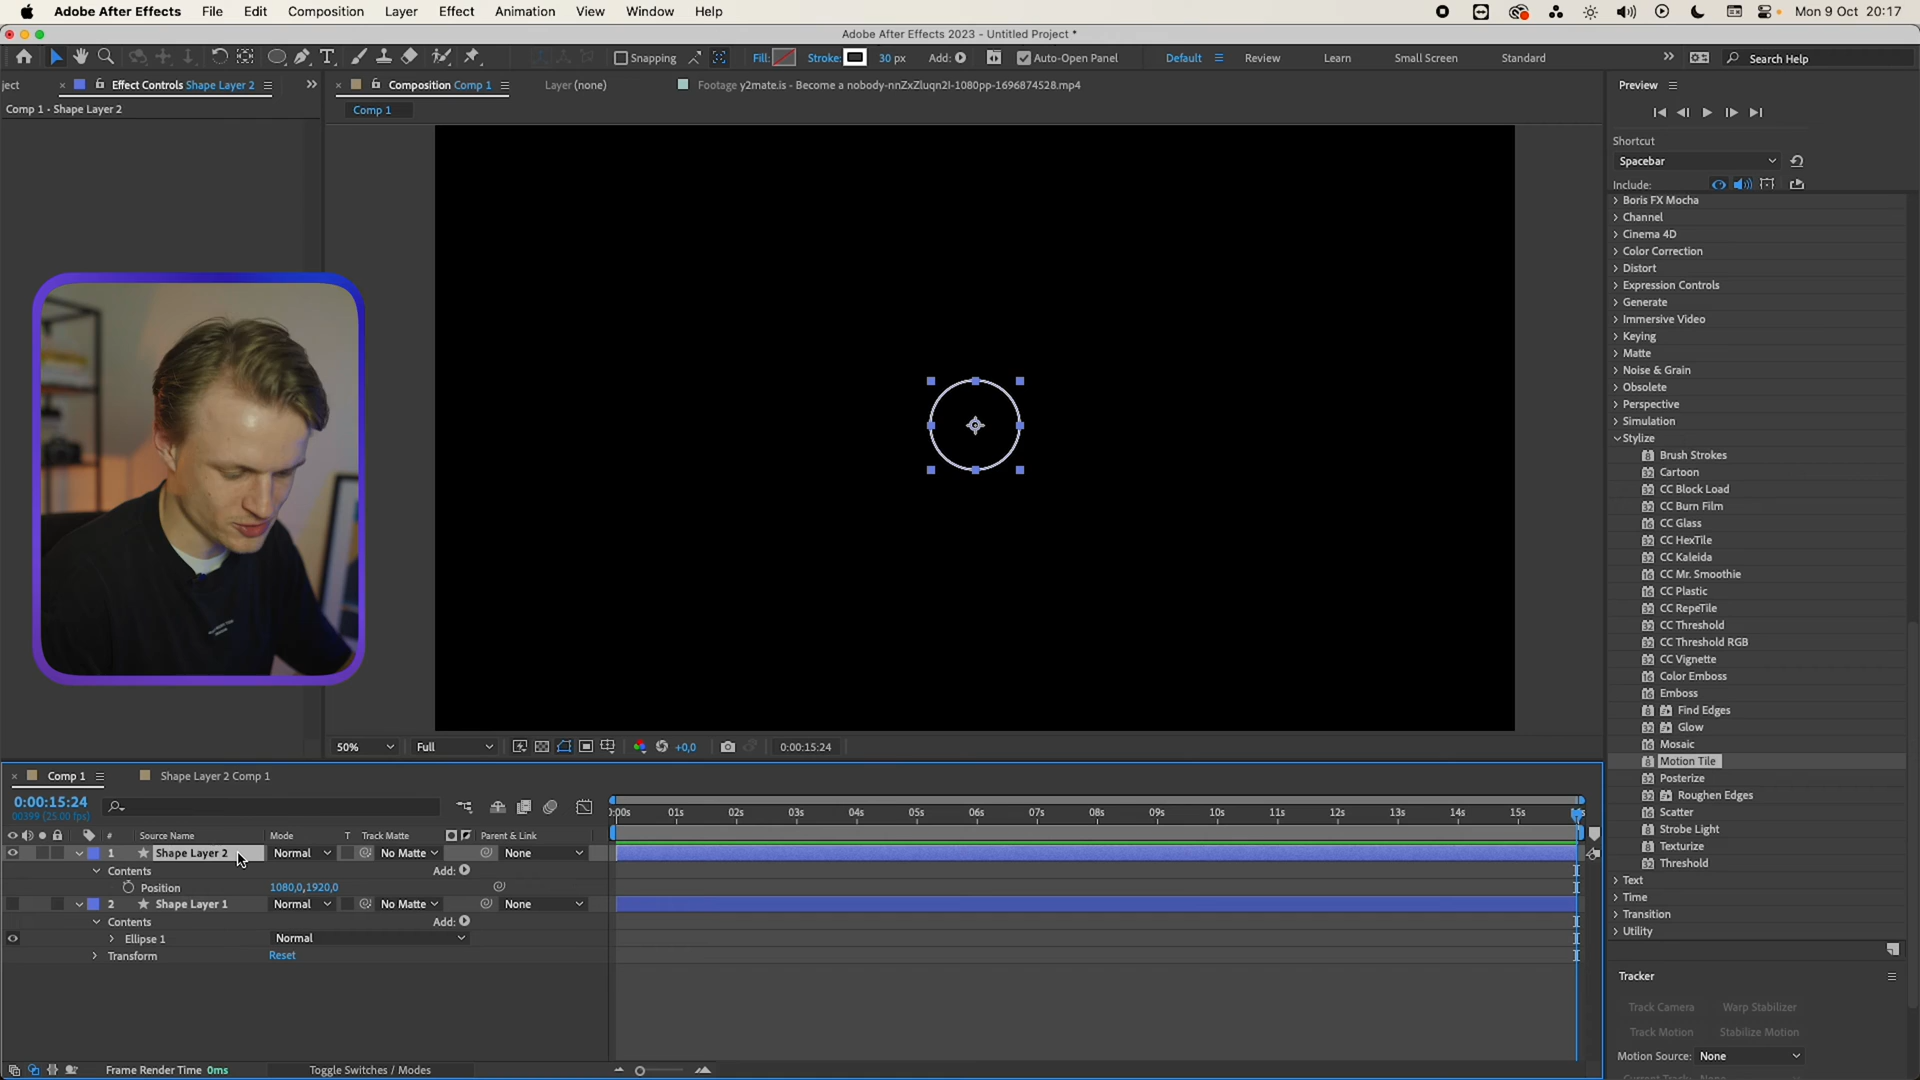 Adobe After Effects File Edit Composition Layer Effect Animation View Window Help Mon 9 Oct 20:17
Adobe After Effects 2023 - Untitled Project *
Snapping Fill: Stroke: 30 px Add: Auto-Open Panel Default Review Learn Small Screen Standard Search Help
ject Effect Controls Shape Layer 2 Composition Comp 1 Layer (none) Footage y2mate.is - Become a nobody-nnZxZluqn2I-1080pp-1696874528.mp4 Preview
Comp 1 • Shape Layer 2 Comp 1
Shortcut
Spacebar
Include:
Boris FX Mocha
Channel
Cinema 4D
Color Correction
Distort
Expression Controls
Generate
Immersive Video
Keying
Matte
Noise & Grain
Obsolete
Perspective
Simulation
Stylize
Brush Strokes
Cartoon
CC Block Load
CC Burn Film
CC Glass
CC HexTile
CC Kaleida
CC Mr. Smoothie
CC Plastic
CC RepeTile
CC Threshold
CC Threshold RGB
CC Vignette
Color Emboss
Emboss
Find Edges
Glow
Mosaic
Motion Tile
Posterize
Roughen Edges
Scatter
Strobe Light
Texturize
Threshold
Text
Time
Transition
Utility
Tracker
Track Camera Warp Stabilizer
Track Motion Stabilize Motion
Motion Source: None
50% Full +0,0 0:00:15:24
Comp 1 Shape Layer 2 Comp 1
0:00:15:24
00399 (25.00 fps)
:00s 01s 02s 03s 04s 05s 06s 07s 08s 09s 10s 11s 12s 13s 14s 15s
# Source Name Mode T Track Matte Parent & Link
1 Shape Layer 2 Normal No Matte None
Contents Add:
Position 1080,0,1920,0
2 Shape Layer 1 Normal No Matte None
Contents Add:
Ellipse 1 Normal
Transform Reset
Frame Render Time 0ms Toggle Switches / Modes